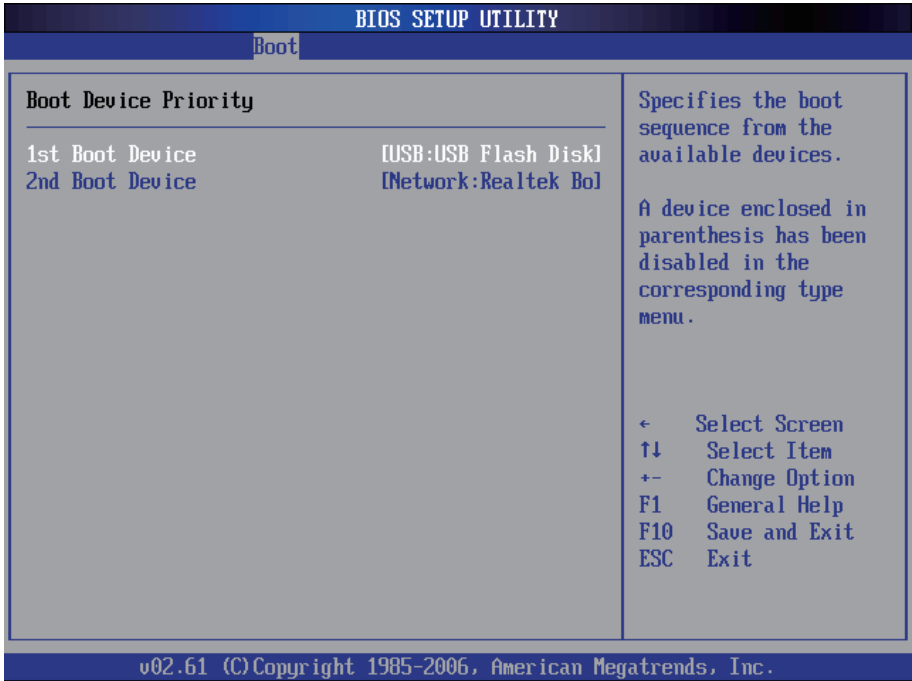 BIOS SETUP UTILITY
Boot
Boot Device Priority
1st Boot Device [USB:USB Flash Disk]
2nd Boot Device [Network:Realtek Bo]
Specifies the boot
sequence from the
available devices.
A device enclosed in
parenthesis has been
disabled in the
corresponding type
menu.
← Select Screen
↑↓ Select Item
+- Change Option
F1 General Help
F10 Save and Exit
ESC Exit
v02.61 (C)Copyright 1985-2006, American Megatrends, Inc.